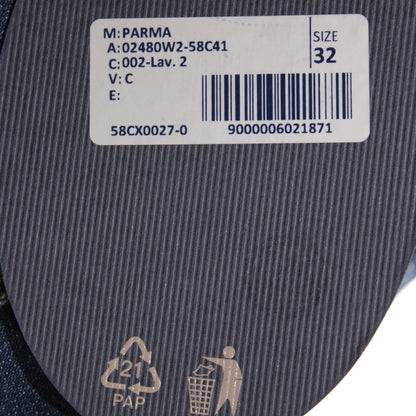 M: PARMA
A: 02480W2-58C41
C: 002-Lav. 2
V: C
E:
SIZE
32
58CX0027-0
9000006021871
21
PAP